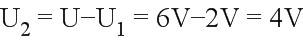 U₂ = U–U₁ = 6V–2V = 4V